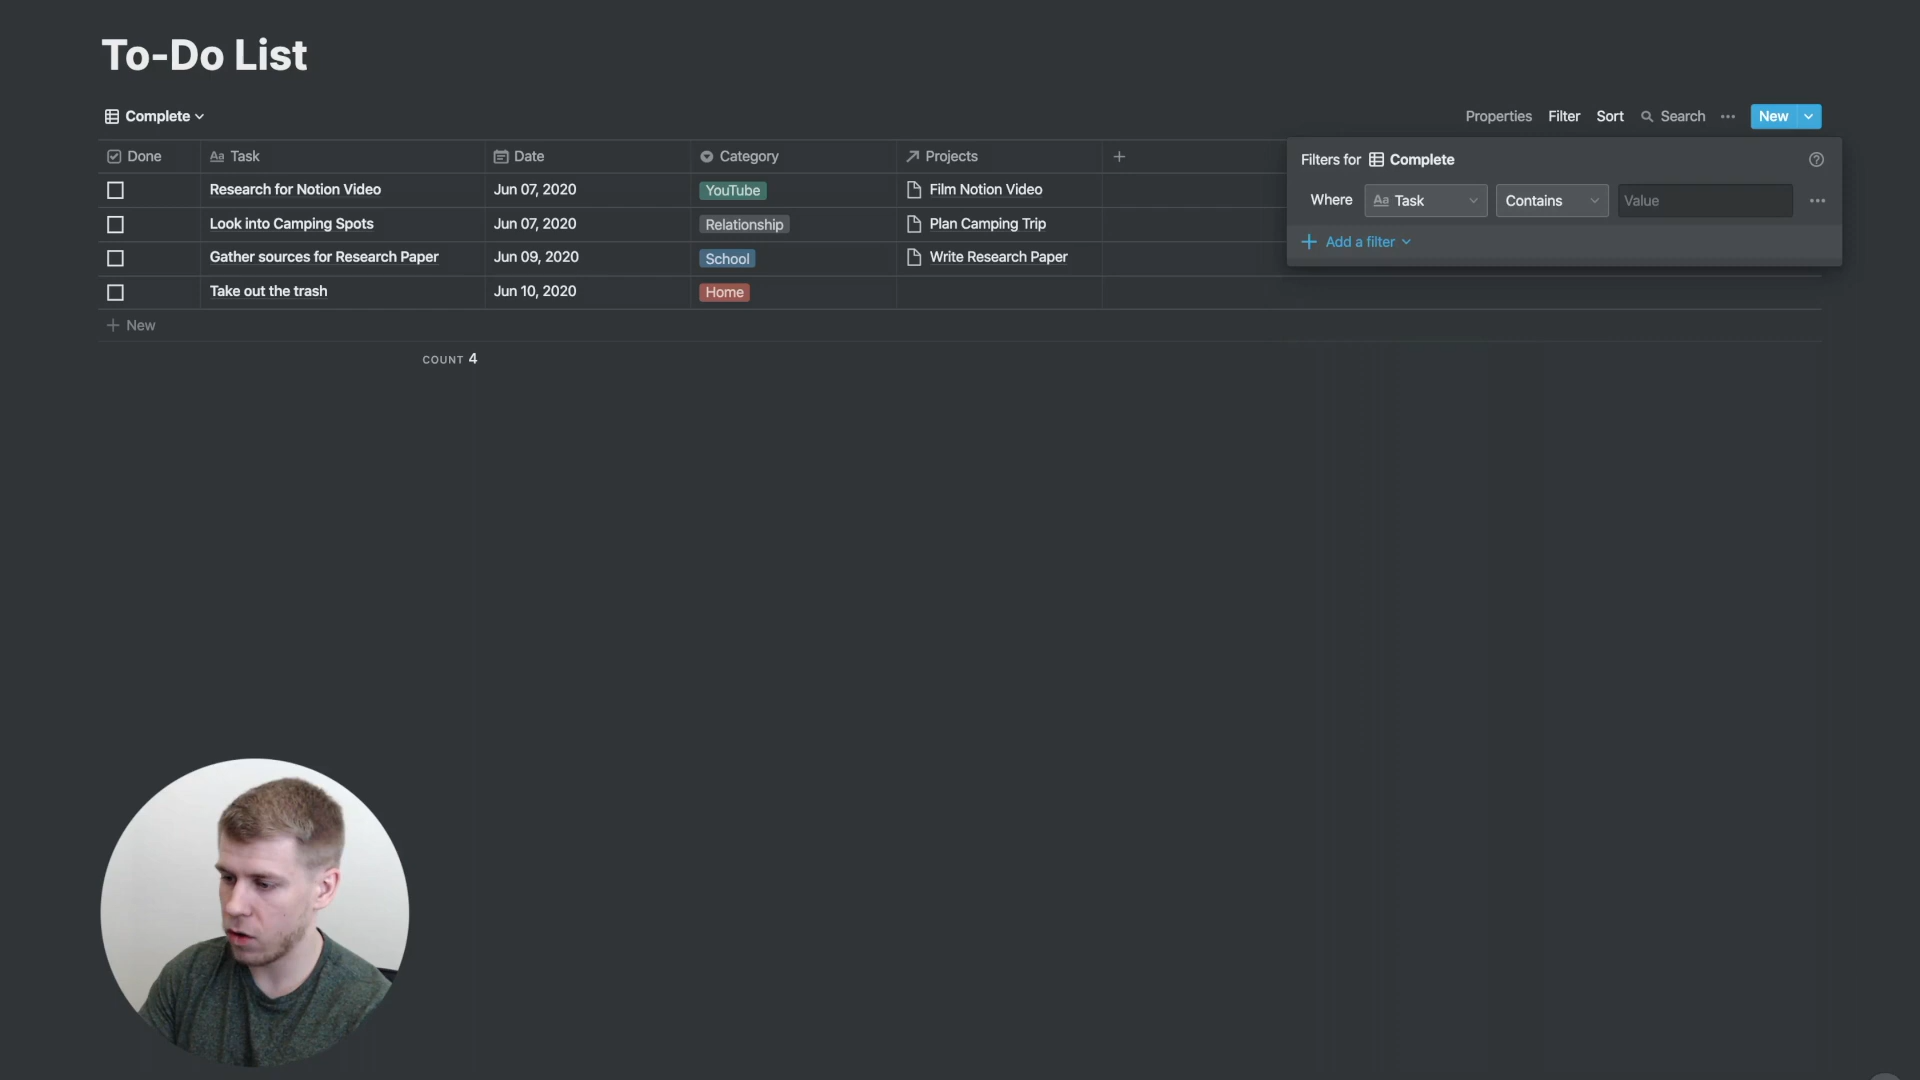 To-Do List
Complete
Properties Filter Sort Search New
Done Aa Task Date Category Projects
Research for Notion Video Jun 07, 2020 YouTube Film Notion Video
Look into Camping Spots Jun 07, 2020 Relationship Plan Camping Trip
Gather sources for Research Paper Jun 09, 2020 School Write Research Paper
Take out the trash Jun 10, 2020 Home
+ New
COUNT 4
Filters for Complete
Where Aa Task Contains Value
+ Add a filter